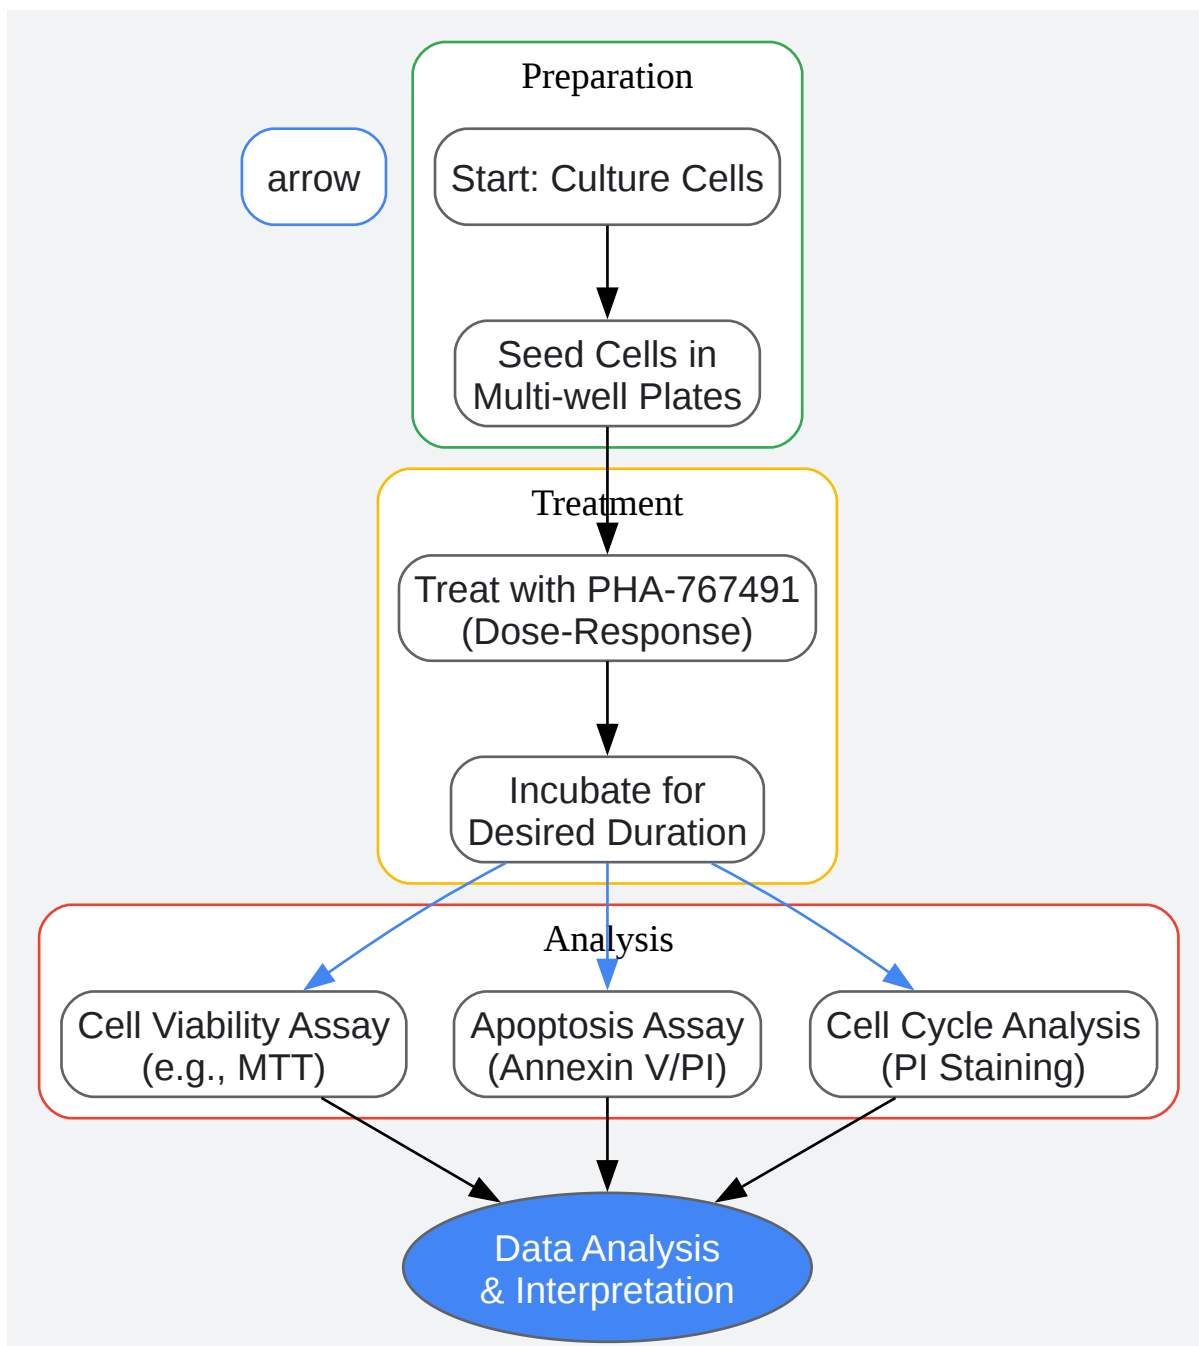 Preparation
arrow
Start: Culture Cells
Seed Cells in
Multi-well Plates
Treatment
Treat with PHA-767491
(Dose-Response)
Incubate for
Desired Duration
Analysis
Cell Viability Assay
(e.g., MTT)
Apoptosis Assay
(Annexin V/PI)
Cell Cycle Analysis
(PI Staining)
Data Analysis
& Interpretation